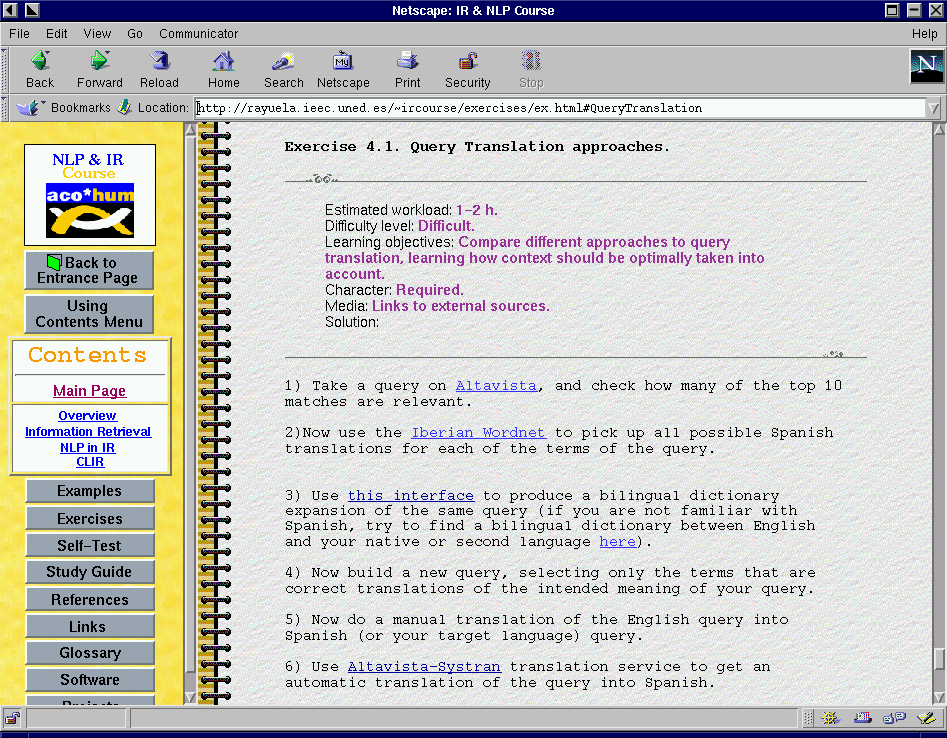 Netscape: IR & NLP Course
File Edit View Go Communicator Help
Back Forward Reload Home Search Netscape Print Security Stop
My
N
Bookmarks Location: http://rayuela.ieec.uned.es/~ircourse/exercises/ex.html#QueryTranslation
NLP & IR
Course
aco*hum
Back to
Entrance Page
Using
Contents Menu
Contents
Main Page
Overview
Information Retrieval
NLP in IR
CLIR
Examples
Exercises
Self-Test
Study Guide
References
Links
Glossary
Software
Projects
Exercise 4.1. Query Translation approaches.
Estimated workload: 1-2 h.
Difficulty level: Difficult.
Learning objectives: Compare different approaches to query
translation, learning how context should be optimally taken into
account.
Character: Required.
Media: Links to external sources.
Solution:
1) Take a query on Altavista, and check how many of the top 10
matches are relevant.
2)Now use the Iberian Wordnet to pick up all possible Spanish
translations for each of the terms of the query.
3) Use this interface to produce a bilingual dictionary
expansion of the same query (if you are not familiar with
Spanish, try to find a bilingual dictionary between English
and your native or second language here).
4) Now build a new query, selecting only the terms that are
correct translations of the intended meaning of your query.
5) Now do a manual translation of the English query into
Spanish (or your target language) query.
6) Use Altavista-Systran translation service to get an
automatic translation of the query into Spanish.